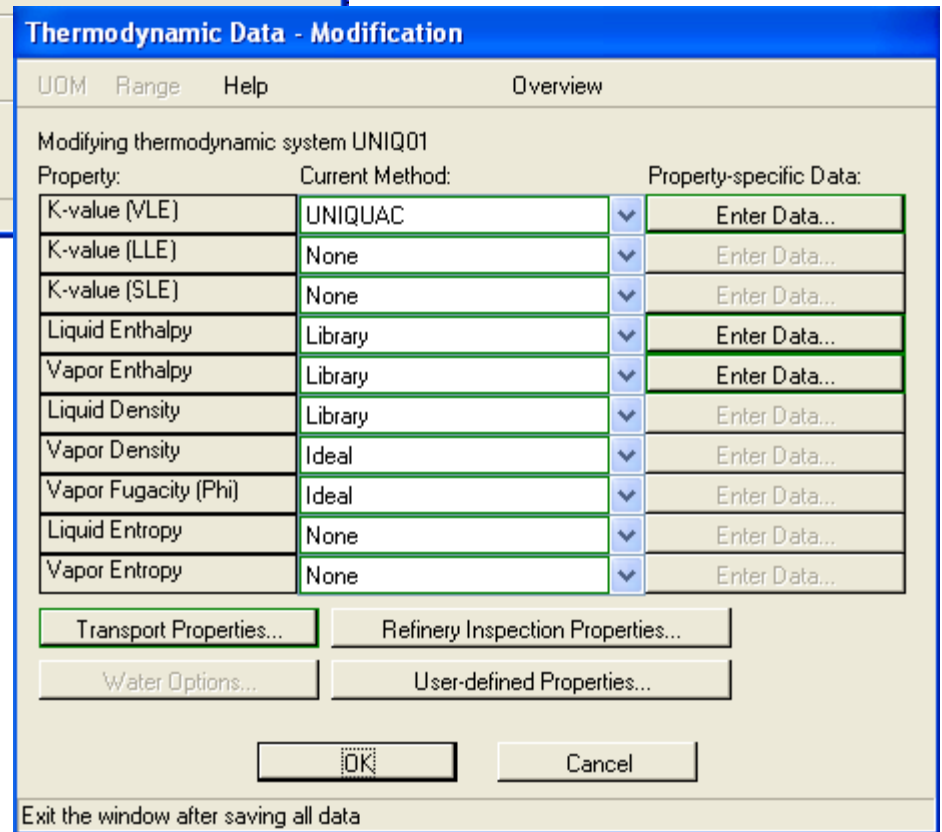 Thermodynamic Data - Modification
UOM Range Help Overview
Modifying thermodynamic system UNIQ01
Property: Current Method: Property-specific Data:
K-value (VLE) UNIQUAC Enter Data...
K-value (LLE) None Enter Data...
K-value (SLE) None Enter Data...
Liquid Enthalpy Library Enter Data...
Vapor Enthalpy Library Enter Data...
Liquid Density Library Enter Data...
Vapor Density Ideal Enter Data...
Vapor Fugacity (Phi) Ideal Enter Data...
Liquid Entropy None Enter Data...
Vapor Entropy None Enter Data...
Transport Properties... Refinery Inspection Properties...
Water Options... User-defined Properties...
OK Cancel
Exit the window after saving all data